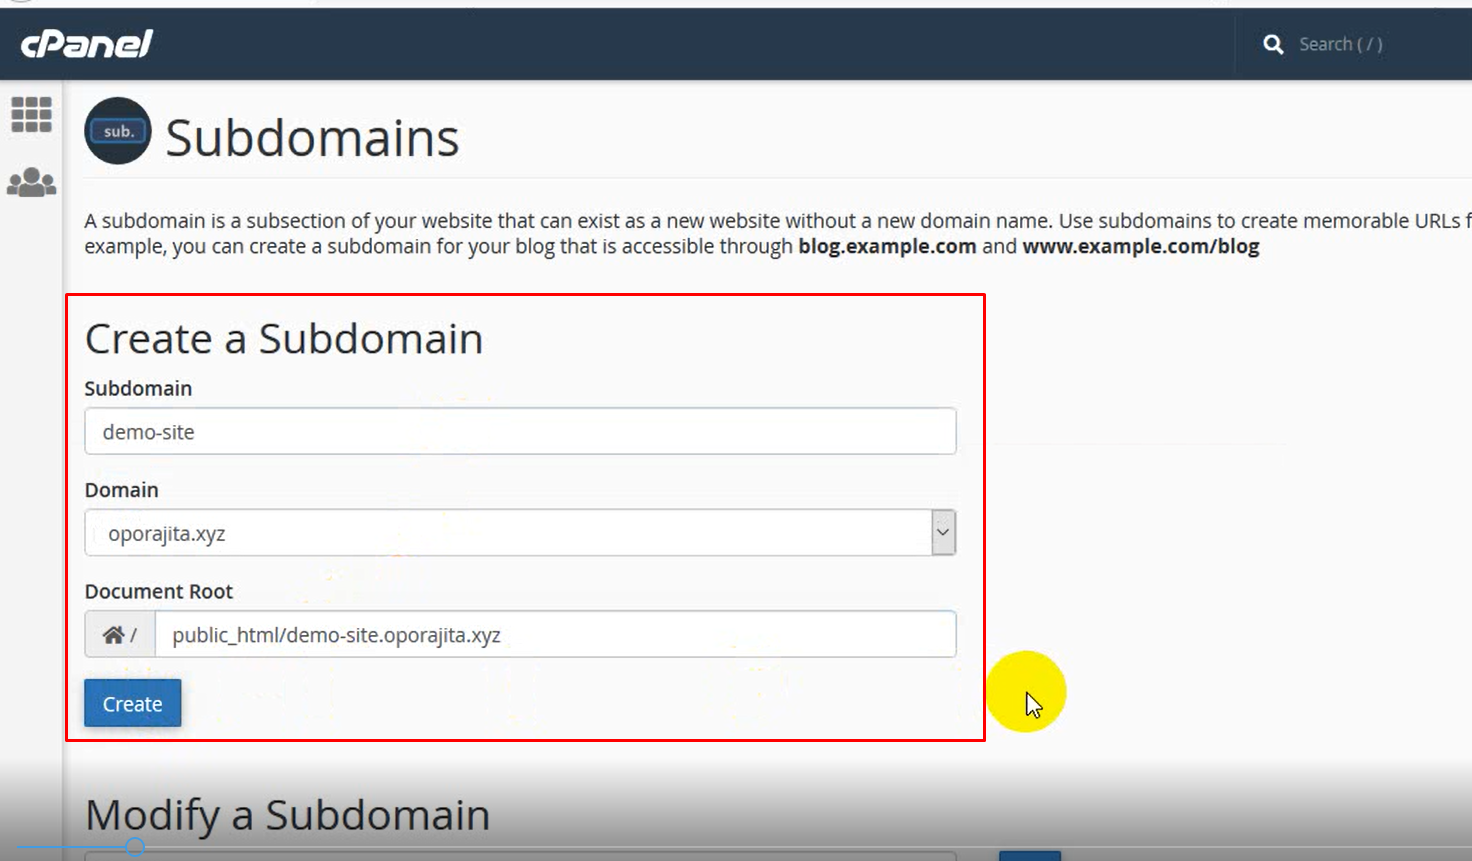 cPanel
Search ( / )
sub.
Subdomains
A subdomain is a subsection of your website that can exist as a new website without a new domain name. Use subdomains to create memorable URLs
example, you can create a subdomain for your blog that is accessible through blog.example.com and www.example.com/blog
Create a Subdomain
Subdomain
demo-site
Domain
oporajita.xyz
Document Root
/
public_html/demo-site.oporajita.xyz
Create
Modify a Subdomain